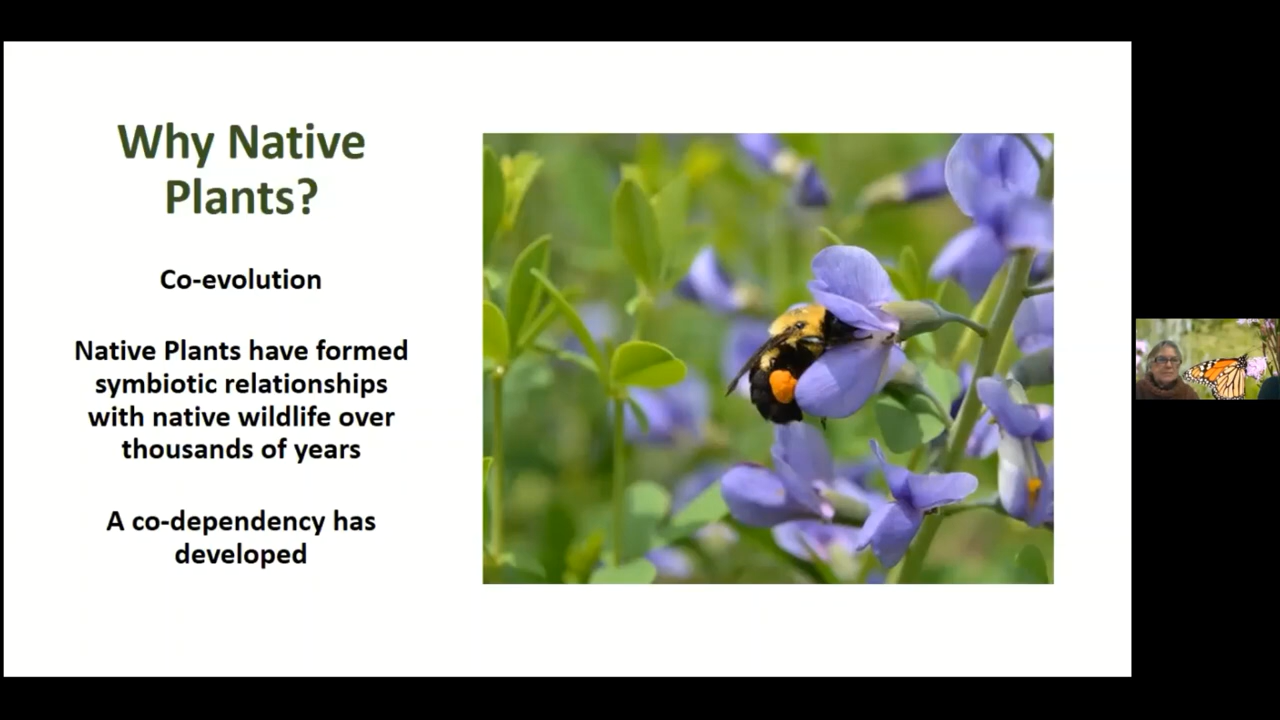 Why Native
Plants?
Co-evolution
Native Plants have formed
symbiotic relationships
with native wildlife over
thousands of years
A co-dependency has
developed